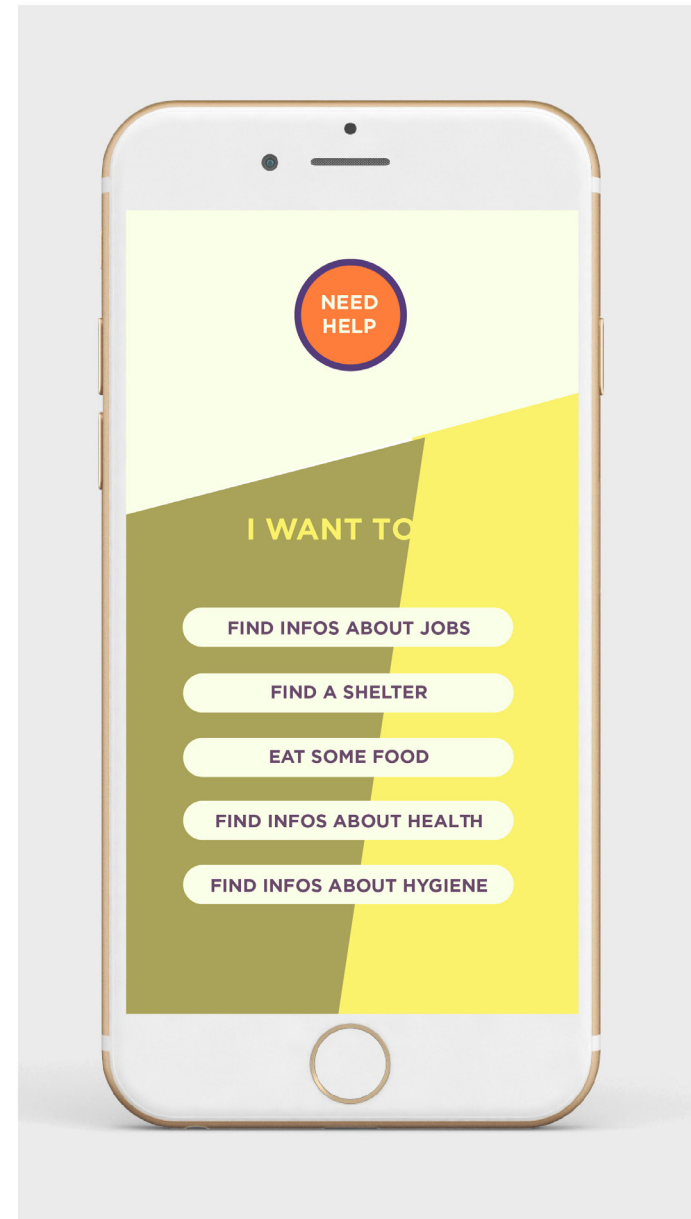 NEED
HELP
I WANT TO
FIND INFOS ABOUT JOBS
FIND A SHELTER
EAT SOME FOOD
FIND INFOS ABOUT HEALTH
FIND INFOS ABOUT HYGIENE